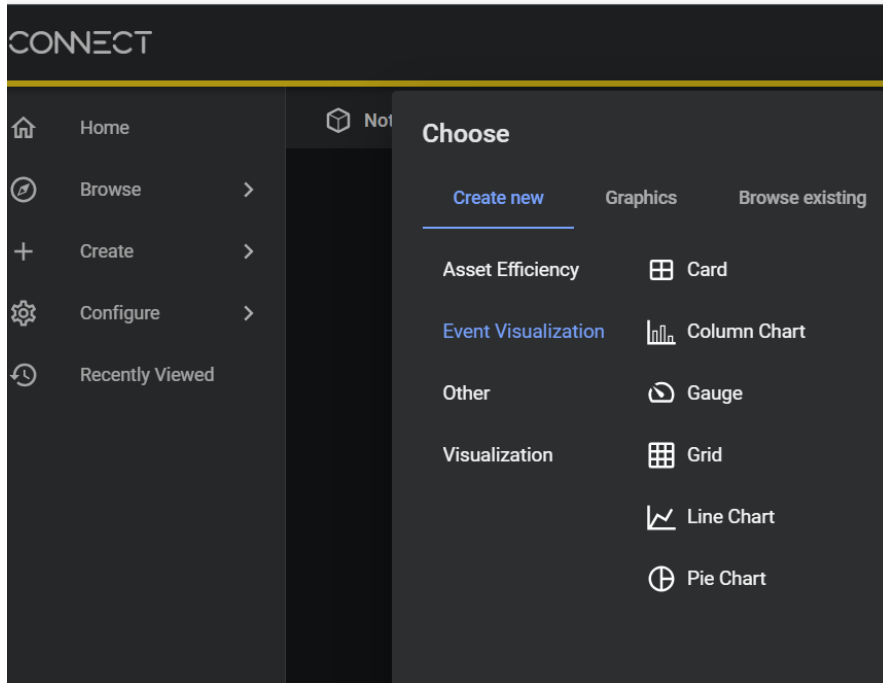 CONNECT
Home
Browse
Create
Configure
Recently Viewed
Not
Choose
Create new
Graphics
Browse existing
Asset Efficiency
Event Visualization
Other
Visualization
Card
Column Chart
Gauge
Grid
Line Chart
Pie Chart